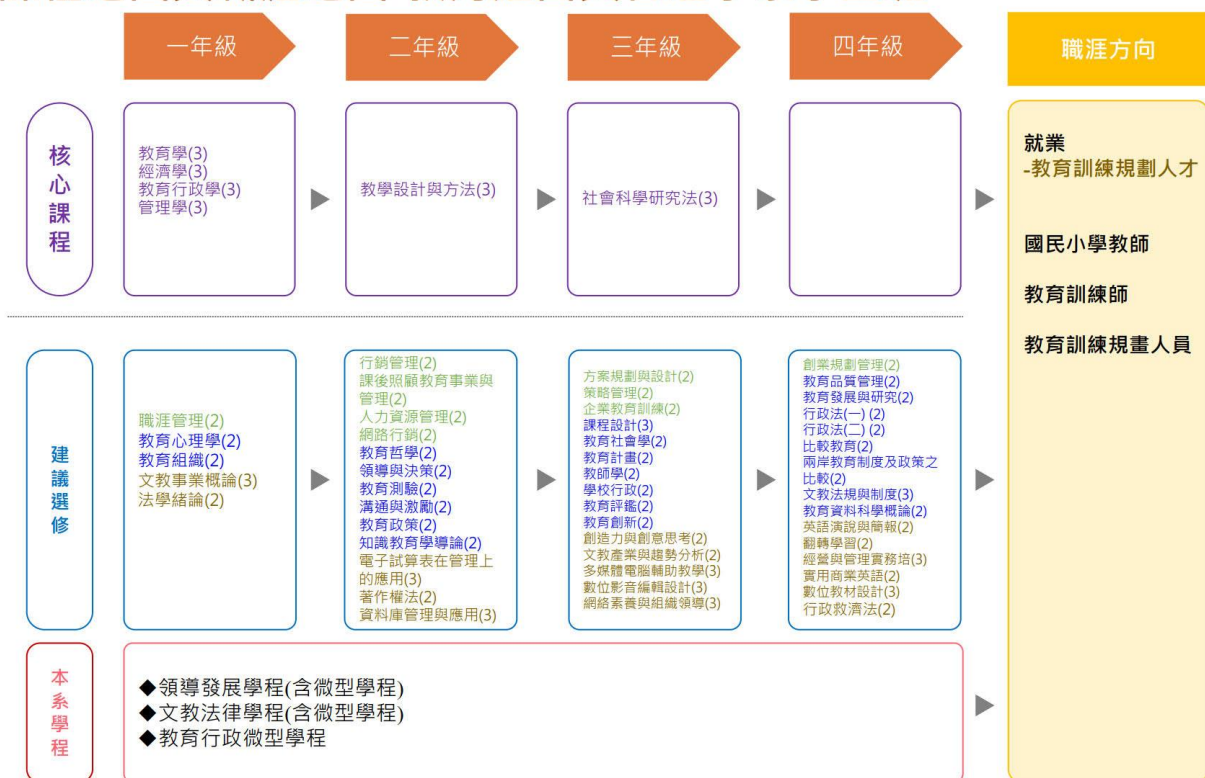 一年級
二年級
三年級
四年級
職涯方向
核
心
課
程
教育學(3)
經濟學(3)
教育行政學(3)
管理學(3)
教學設計與方法(3)
社會科學研究法(3)
就業
-教育訓練規劃人才
國民小學教師
教育訓練師
教育訓練規畫人員
建
議
選
修
職涯管理(2)
教育心理學(2)
教育組織(2)
文教事業概論(3)
法學緒論(2)
行銷管理(2)
課後照顧教育事業與
管理(2)
人力資源管理(2)
網路行銷(2)
教育哲學(2)
領導與決策(2)
教育測驗(2)
溝通與激勵(2)
教育政策(2)
知識教育學導論(2)
電子試算表在管理上
的應用(3)
著作權法(2)
資料庫管理與應用(3)
方案規劃與設計(2)
策略管理(2)
企業教育訓練(2)
課程設計(3)
教育社會學(2)
教育計畫(2)
教師學(2)
學校行政(2)
教育評鑑(2)
教育創新(2)
創造力與創意思考(2)
文教產業與趨勢分析(2)
多媒體電腦輔助教學(3)
數位影音編輯設計(3)
網絡素養與組織領導(3)
創業規劃管理(2)
教育品質管理(2)
教育發展與研究(2)
行政法(一) (2)
行政法(二) (2)
比較教育(2)
兩岸教育制度及政策之
比較(2)
文教法規與制度(3)
教育資料科學概論(2)
英語演說與簡報(2)
翻轉學習(2)
經營與管理實務培(3)
實用商業英語(2)
數位教材設計(3)
行政救濟法(2)
本
系
學
程
◆領導發展學程(含微型學程)
◆文教法律學程(含微型學程)
◆教育行政微型學程